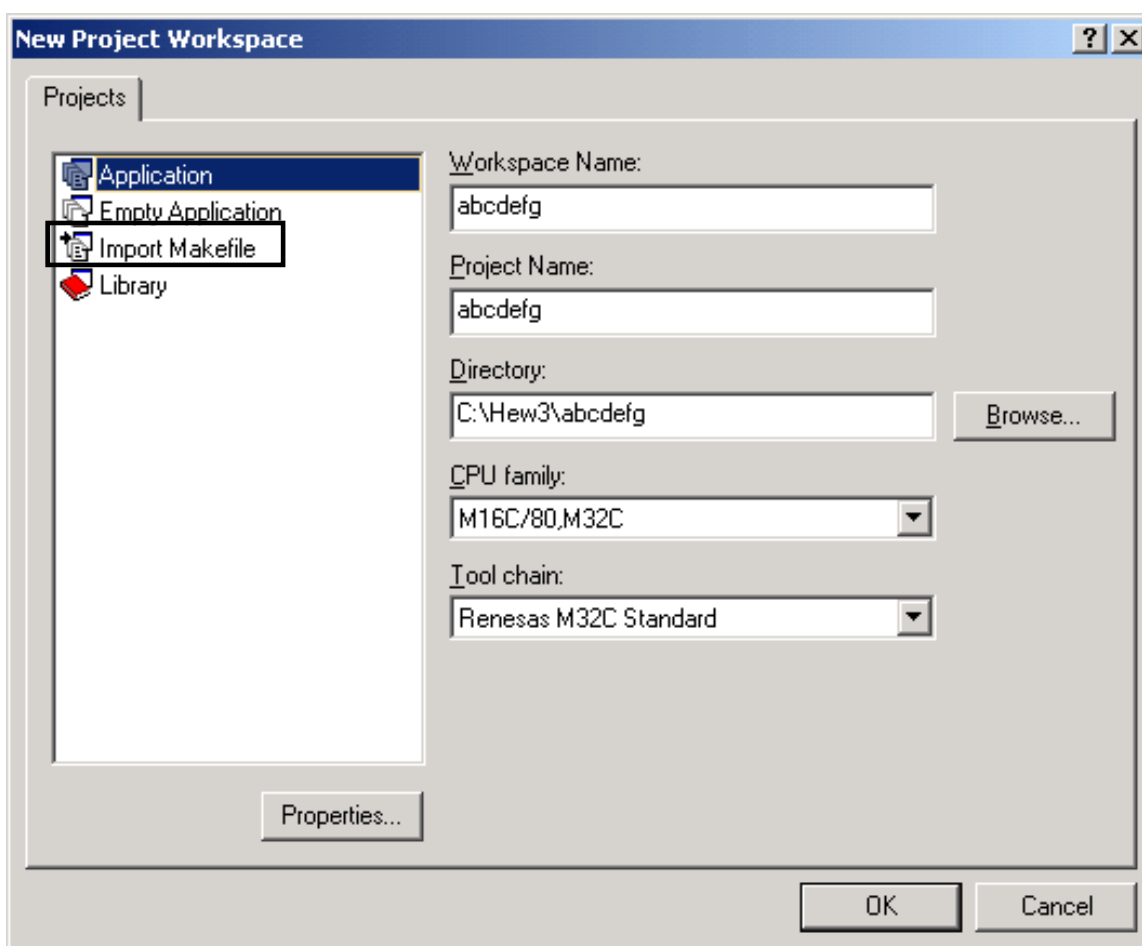 New Project Workspace
Projects
Application
Empty Application
Import Makefile
Library
Properties...
Workspace Name:
abcdefg
Project Name:
abcdefg
Directory:
C:\Hew3\abcdefg
Browse...
CPU family:
M16C/80,M32C
Tool chain:
Renesas M32C Standard
OK
Cancel